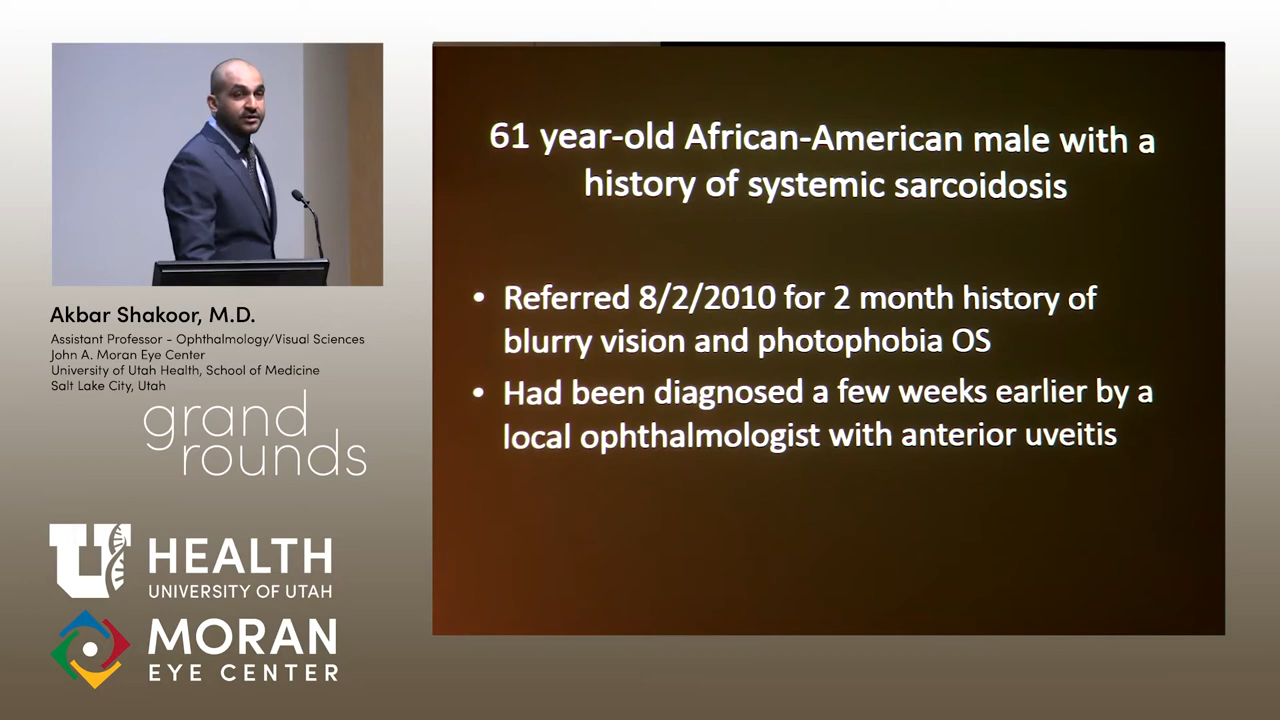 61 year-old African-American male with a
history of systemic sarcoidosis
• Referred 8/2/2010 for 2 month history of
blurry vision and photophobia OS
• Had been diagnosed a few weeks earlier by a
local ophthalmologist with anterior uveitis
Akbar Shakoor, M.D.
Assistant Professor - Ophthalmology/Visual Sciences
John A. Moran Eye Center
University of Utah Health, School of Medicine
Salt Lake City, Utah
grand
rounds
U HEALTH
UNIVERSITY OF UTAH
MORAN
EYE CENTER